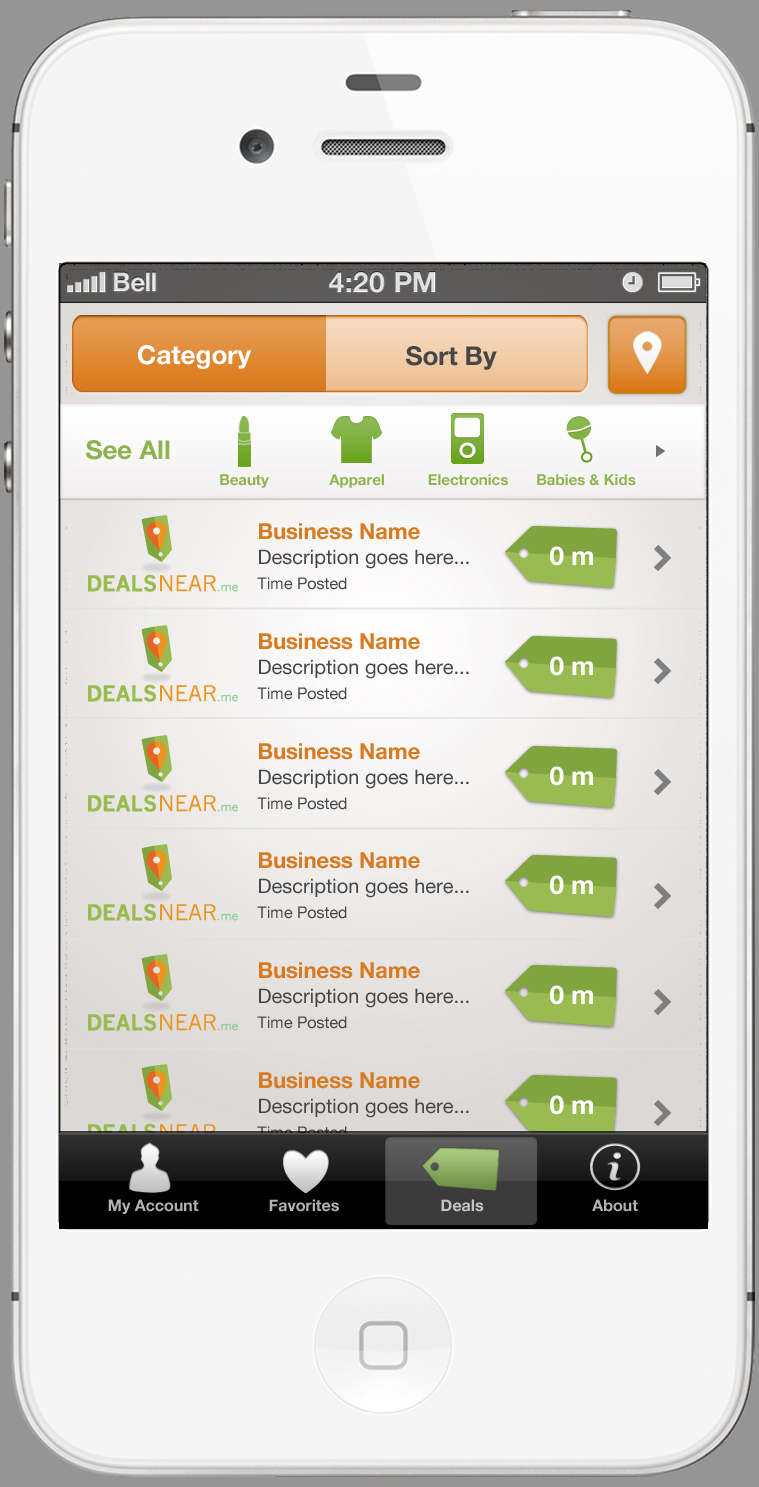 Bell 4:20 PM
Category Sort By
See All
Beauty Apparel Electronics Babies & Kids
DEALSNEAR.me
Business Name
Description goes here...
Time Posted
0 m
DEALSNEAR.me
Business Name
Description goes here...
Time Posted
0 m
DEALSNEAR.me
Business Name
Description goes here...
Time Posted
0 m
DEALSNEAR.me
Business Name
Description goes here...
Time Posted
0 m
DEALSNEAR.me
Business Name
Description goes here...
Time Posted
0 m
DEALSNEAR
Business Name
Description goes here...
Time Posted
0 m
My Account Favorites Deals About